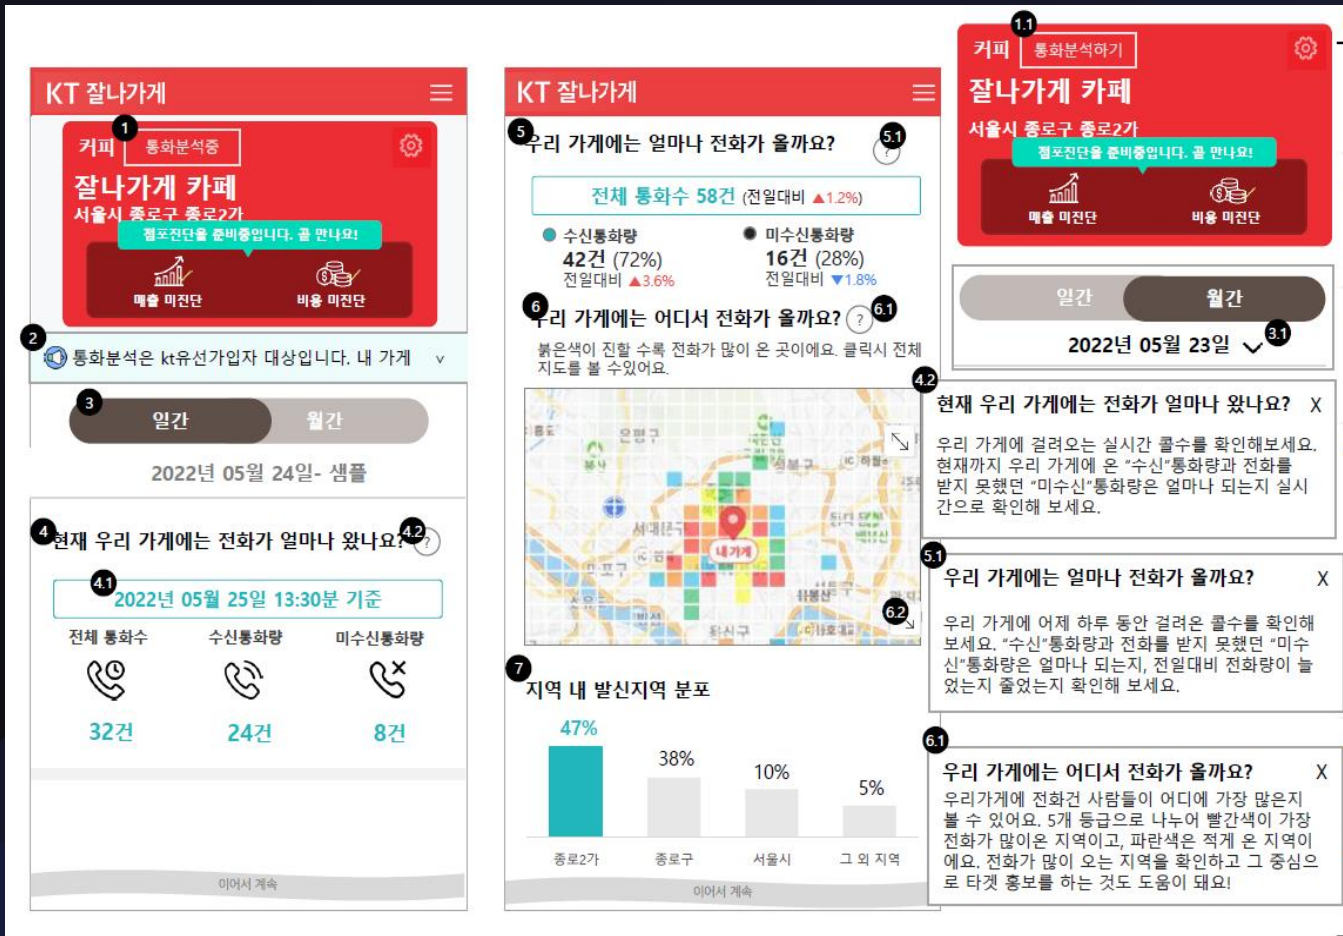 KT 잘나가게
1
커피
통화분석중
잘나가게 카페
서울시 종로구 종로2가
점포진단을 준비중입니다. 곧 만나요!
매출 미진단
비용 미진단
2
통화분석은 kt유선가입자 대상입니다. 내 가게
3
일간
월간
2022년 05월 24일- 샘플
4
현재 우리 가게에는 전화가 얼마나 왔나요?
4.2
?
4.1
2022년 05월 25일 13:30분 기준
전체 통화수
수신통화량
미수신통화량
32건
24건
8건
이어서 계속
KT 잘나가게
5
우리 가게에는 얼마나 전화가 올까요?
5.1
?
전체 통화수 58건 (전일대비 ▲1.2%)
수신통화량
42건 (72%)
전일대비 ▲3.6%
미수신통화량
16건 (28%)
전일대비 ▼1.8%
6
우리 가게에는 어디서 전화가 올까요?
?
6.1
붉은색이 진할 수록 전화가 많이 온 곳이에요. 클릭시 전체
지도를 볼 수있어요.
은평구
성북구
서대문구
내가게
마포구
동작구
6.2
7
지역 내 발신지역 분포
47%
38%
10%
5%
종로2가
종로구
서울시
그 외 지역
이어서 계속
1.1
커피
통화분석하기
잘나가게 카페
서울시 종로구 종로2가
점포진단을 준비중입니다. 곧 만나요!
매출 미진단
비용 미진단
일간
월간
2022년 05월 23일
3.1
4.2
현재 우리 가게에는 전화가 얼마나 왔나요? X
우리 가게에 걸려오는 실시간 콜수를 확인해보세요.
현재까지 우리 가게에 온 "수신"통화량과 전화를
받지 못했던 "미수신"통화량은 얼마나 되는지 실시
간으로 확인해 보세요.
5.1
우리 가게에는 얼마나 전화가 올까요? X
우리 가게에 어제 하루 동안 걸려온 콜수를 확인해
보세요. "수신"통화량과 전화를 받지 못했던 "미수
신"통화량은 얼마나 되는지, 전일대비 전화량이 늘
었는지 줄었는지 확인해 보세요.
6.1
우리 가게에는 어디서 전화가 올까요? X
우리가게에 전화건 사람들이 어디에 가장 많은지
볼 수 있어요. 5개 등급으로 나누어 빨간색이 가장
전화가 많이온 지역이고, 파란색은 적게 온 지역이
에요. 전화가 많이 오는 지역을 확인하고 그 중심으
로 타겟 홍보를 하는 것도 도움이 돼요!